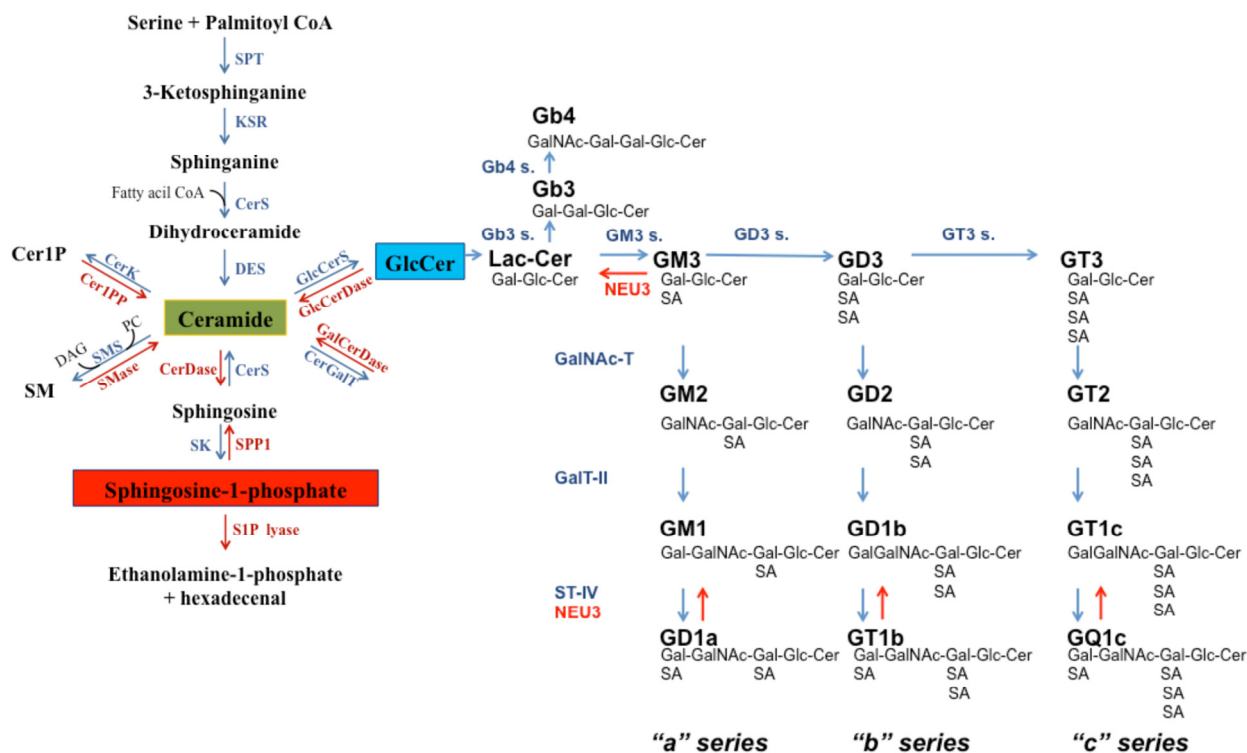 Serine + Palmitoyl CoA
SPT
3-Ketosphinganine
KSR
Sphinganine
Fatty acil CoA
CerS
Dihydroceramide
DES
Cer1P
CerK
Cer1PP
GlcCerS
GlcCerDase
GlcCer
Ceramide
PC
DAG
SMS
SMase
SM
CerDase
CerS
GalCerDase
CerGalT
Sphingosine
SK
SPP1
Sphingosine-1-phosphate
S1P lyase
Ethanolamine-1-phosphate
+ hexadecenal
Gb4
GalNAc-Gal-Gal-Glc-Cer
Gb4 s.
Gb3
Gal-Gal-Glc-Cer
Gb3 s.
GM3 s.
GD3 s.
GT3 s.
Lac-Cer
Gal-Glc-Cer
NEU3
GM3
Gal-Glc-Cer
SA
GD3
Gal-Glc-Cer
SA
SA
GT3
Gal-Glc-Cer
SA
SA
SA
GalNAc-T
GM2
GalNAc-Gal-Glc-Cer
SA
GD2
GalNAc-Gal-Glc-Cer
SA
SA
GT2
GalNAc-Gal-Glc-Cer
SA
SA
SA
GalT-II
GM1
Gal-GalNAc-Gal-Glc-Cer
SA
GD1b
GalGalNAc-Gal-Glc-Cer
SA
SA
GT1c
GalGalNAc-Gal-Glc-Cer
SA
SA
SA
ST-IV
NEU3
GD1a
Gal-GalNAc-Gal-Glc-Cer
SA SA
GT1b
Gal-GalNAc-Gal-Glc-Cer
SA SA
SA
GQ1c
Gal-GalNAc-Gal-Glc-Cer
SA SA
SA
SA
“a” series
“b” series
“c” series